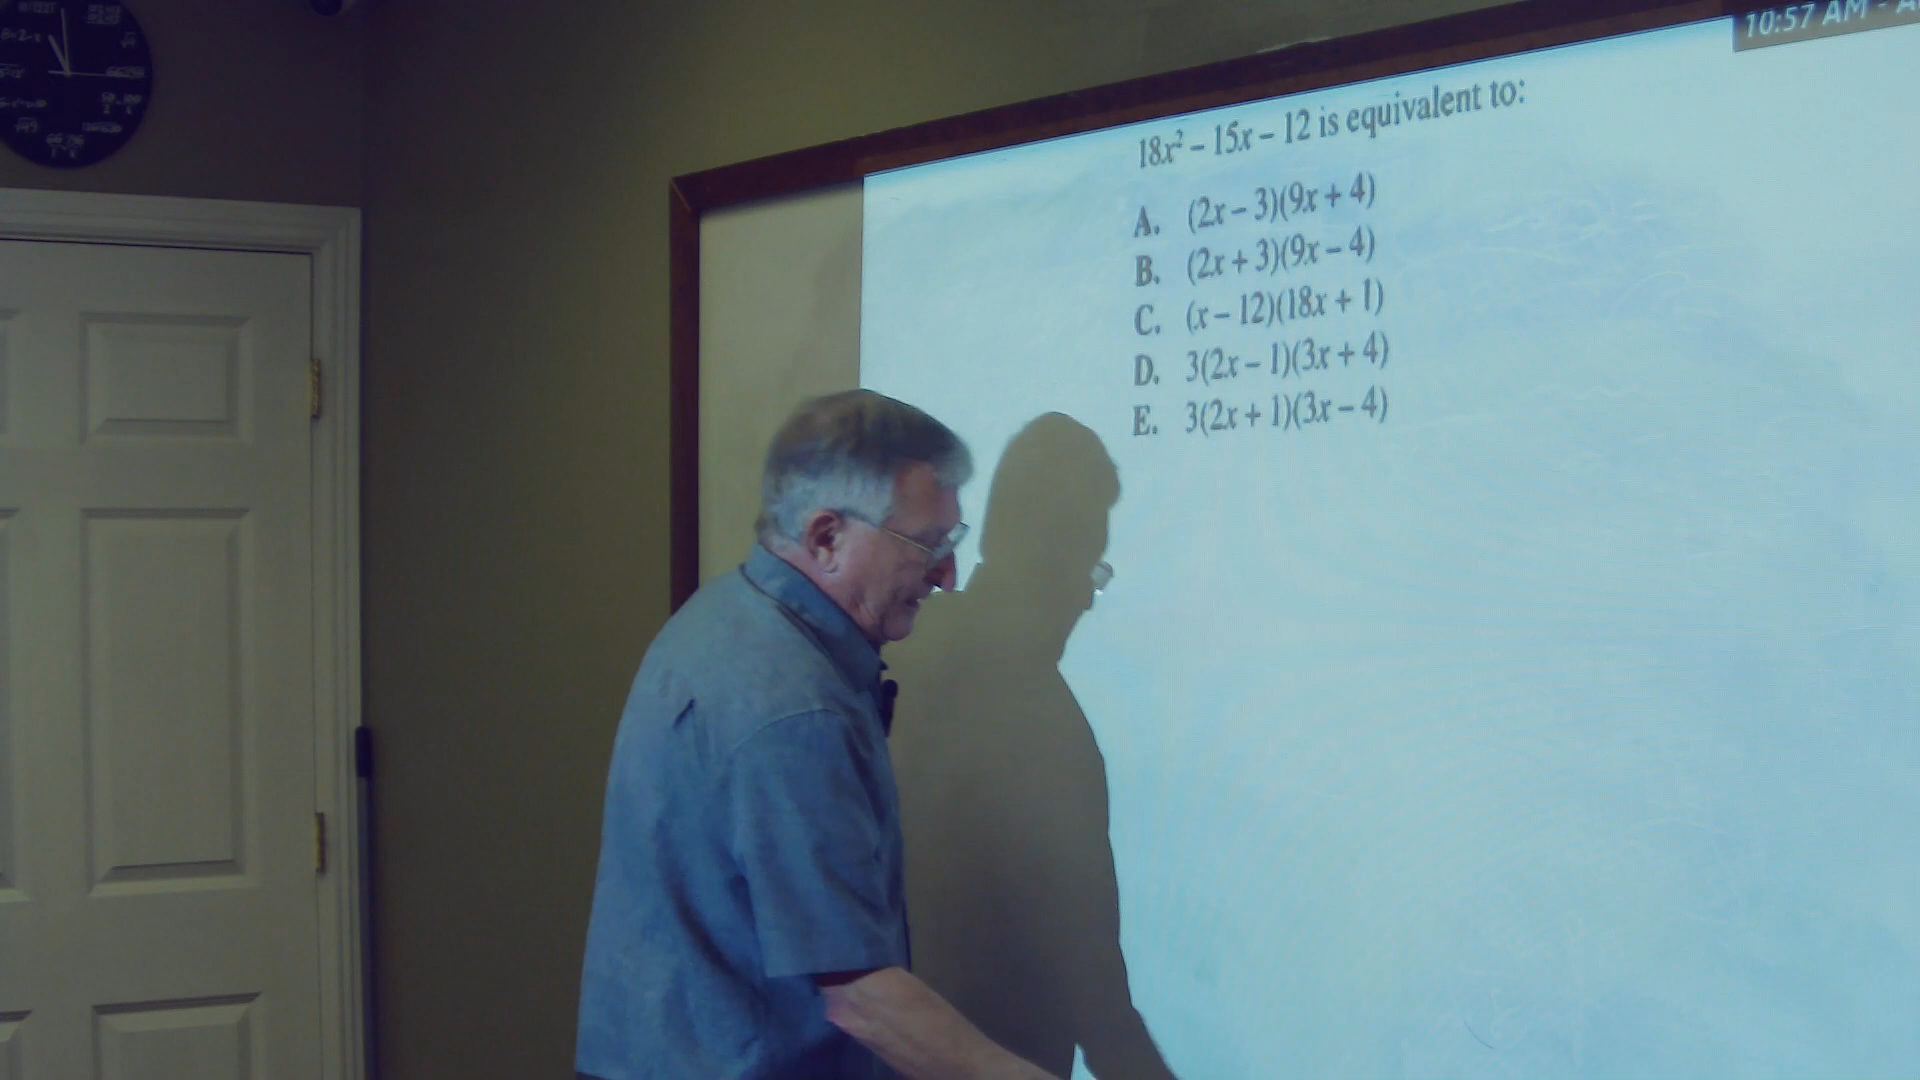 10:57 AM - A
18x² – 15x – 12 is equivalent to:
A. (2x – 3)(9x + 4)
B. (2x + 3)(9x – 4)
C. (x – 12)(18x + 1)
D. 3(2x – 1)(3x + 4)
E. 3(2x + 1)(3x – 4)